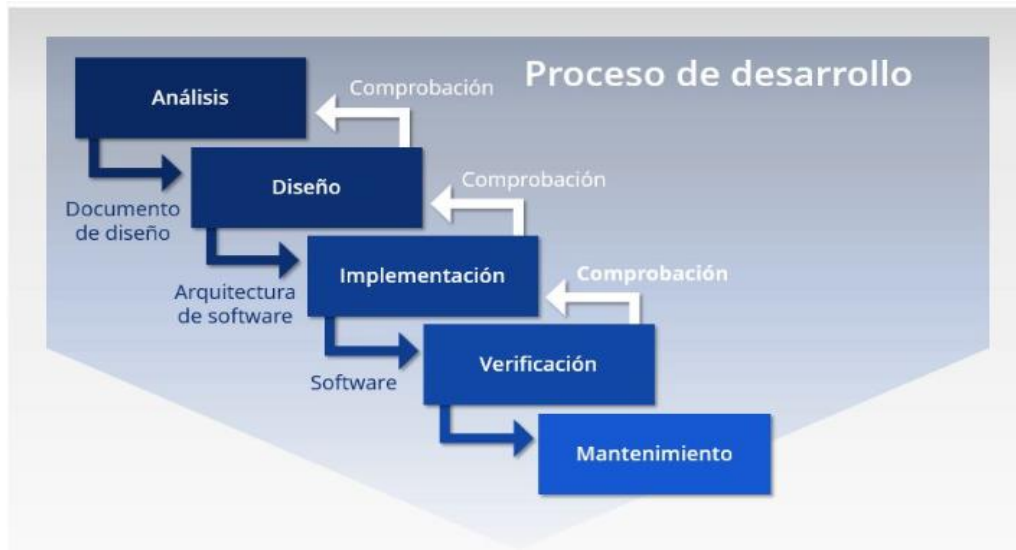 Proceso de desarrollo
Análisis
Comprobación
Documento
de diseño
Diseño
Comprobación
Arquitectura
de software
Implementación
Comprobación
Software
Verificación
Mantenimiento